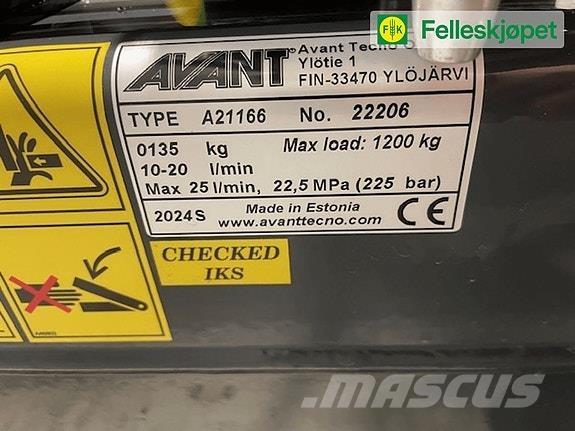 Felleskjøpet
FK
AVANT® Avant Tecno
Ylötie 1
FIN-33470 YLÖJÄRVI
TYPE A21166 No. 22206
0135 kg Max load: 1200 kg
10-20 l/min
Max 25 l/min, 22,5 MPa (225 bar)
2024S Made in Estonia CE
www.avanttecno.com
CHECKED
IKS
MASCUS